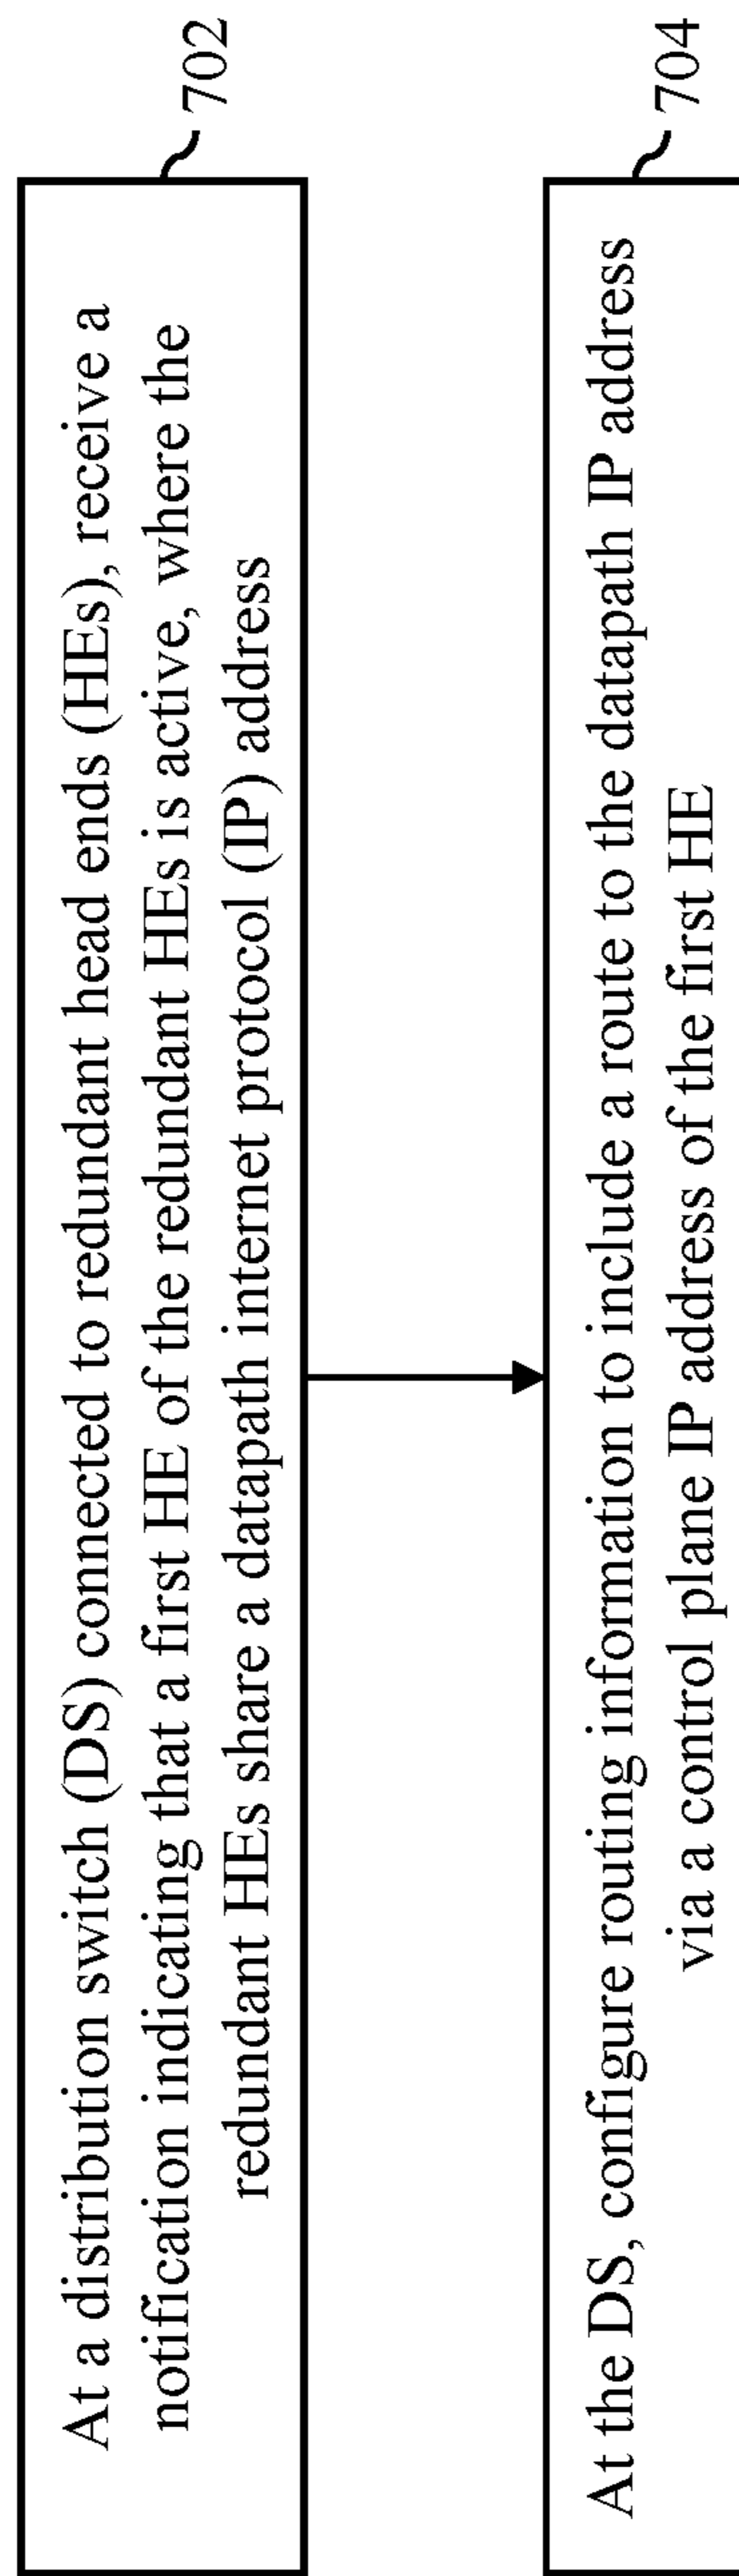 702
At a distribution switch (DS) connected to redundant head ends (HEs), receive a
notification indicating that a first HE of the redundant HEs is active, where the
redundant HEs share a datapath internet protocol (IP) address
704
At the DS, configure routing information to include a route to the datapath IP address
via a control plane IP address of the first HE